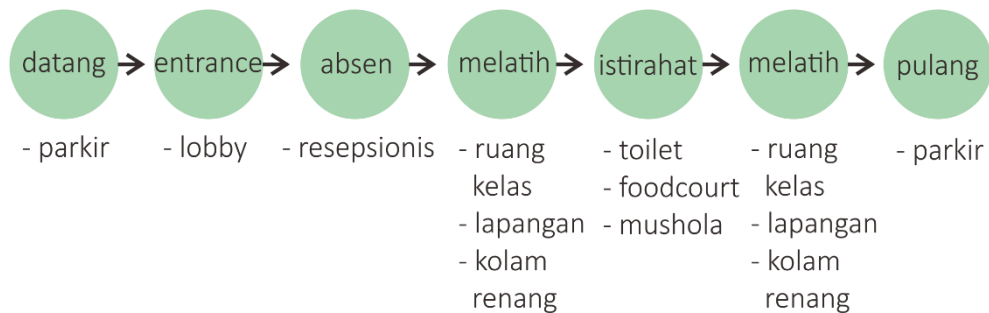 datang
entrance
absen
melatih
istirahat
melatih
pulang
- parkir
- lobby
- resepsionis
- ruang
kelas
- lapangan
- kolam
renang
- toilet
- foodcourt
- mushola
- ruang
kelas
- lapangan
- kolam
renang
- parkir